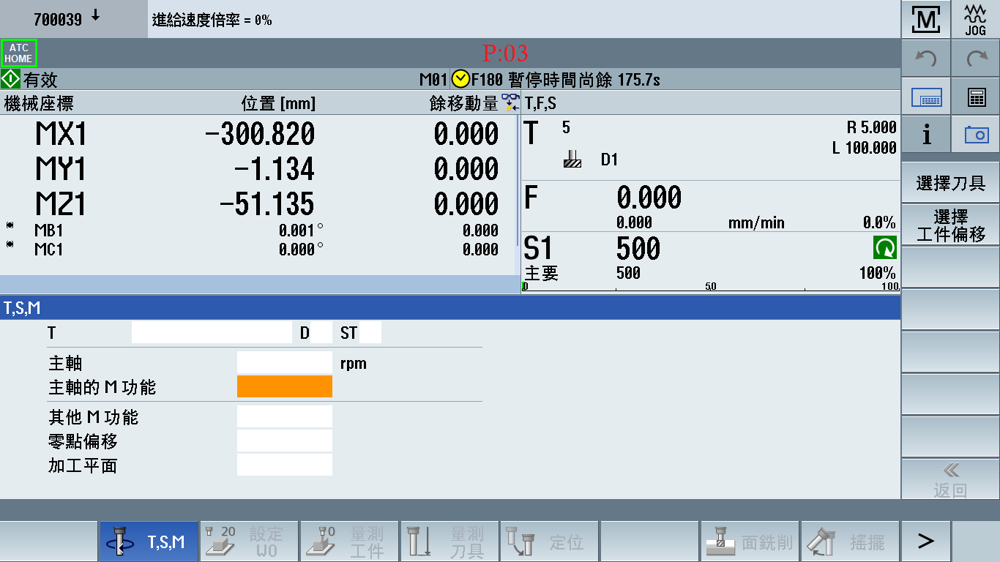 700039 進給速度倍率 = 0%
M
JOG
ATC
HOME
P:03
有效 M01 F180 暫停時間尚餘 175.7s
機械座標 位置 [mm] 餘移動量 T,F,S
MX1 -300.820 0.000
MY1 -1.134 0.000
MZ1 -51.135 0.000
MB1 0.001° 0.000
MC1 0.000° 0.000
T 5 R 5.000
L 100.000
D1
F 0.000
0.000 mm/min 0.0%
S1 500
主要 500 100%
0 50 100
i
選擇刀具
選擇
工件偏移
T,S,M
T D ST
主軸 rpm
主軸的 M 功能
其他 M 功能
零點偏移
加工平面
«
返回
T,S,M
20 設定
W0
0 量測
工件
量測
刀具
定位
面銑削
搖擺
>